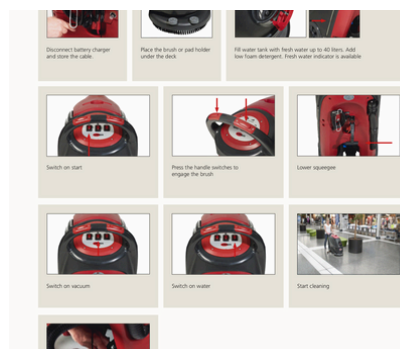 Disconnect battery charger
and store the cable.
Place the brush or pad holder
under the deck
Fill water tank with fresh water up to 40 liters. Add
low foam detergent. Fresh water indicator is available
Switch on start
Press the handle switches to
engage the brush
Lower squeegee
Switch on vacuum
Switch on water
Start cleaning